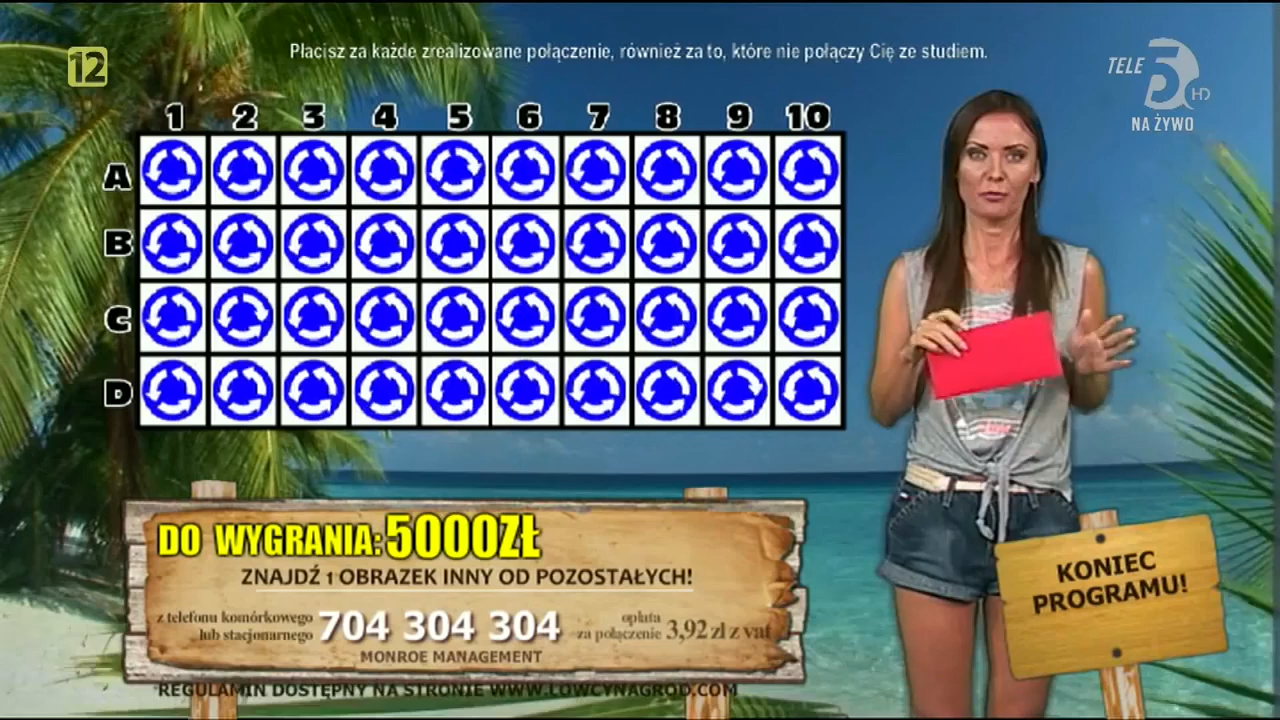 Płacisz za każde zrealizowane połączenie, również za to, które nie połączy Cię ze studiem.
12
TELE 5 HD
NA ŻYWO
1 2 3 4 5 6 7 8 9 10
A
B
C
D
DO WYGRANIA: 5000ZŁ
ZNAJDŹ 1 OBRAZEK INNY OD POZOSTAŁYCH!
z telefonu komórkowego
lub stacjonarnego
704 304 304
opłata
za połączenie 3,92 zł z vat
MONROE MANAGEMENT
REGULAMIN DOSTĘPNY NA STRONIE WWW.LOWCYNAGROD.COM
KONIEC
PROGRAMU!